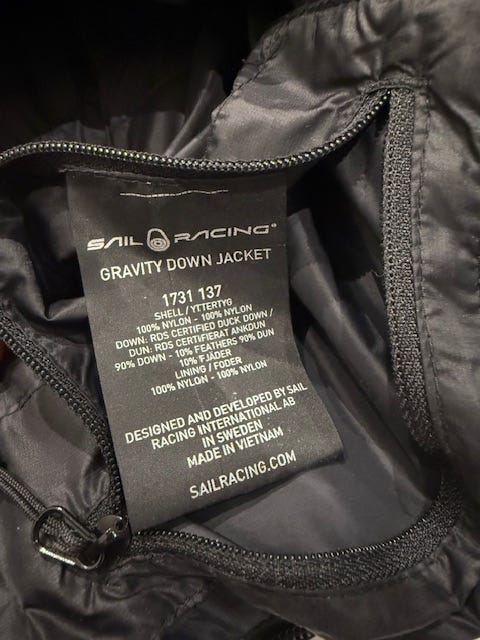 SAIL RACING®
GRAVITY DOWN JACKET
1731 137
SHELL / YTTERTYG
100% NYLON - 100% NYLON
DOWN: RDS CERTIFIED DUCK DOWN /
DUN: RDS CERTIFIERAT ANKDUN
90% DOWN - 10% FEATHERS 90% DUN
10% FJÄDER
LINING / FODER
100% NYLON - 100% NYLON
DESIGNED AND DEVELOPED BY SAIL
RACING INTERNATIONAL AB
IN SWEDEN
MADE IN VIETNAM
SAILRACING.COM